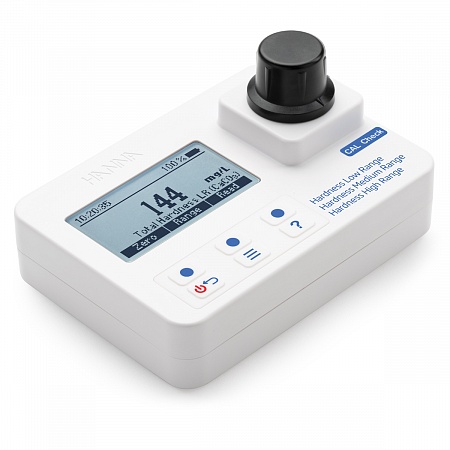 HANNA
10:20:35 100 %
144 mg/L
Total Hardness LR (CaCO₃)
Zero Range Read
?
CAL Check
Hardness Low Range
Hardness Medium Range
Hardness High Range